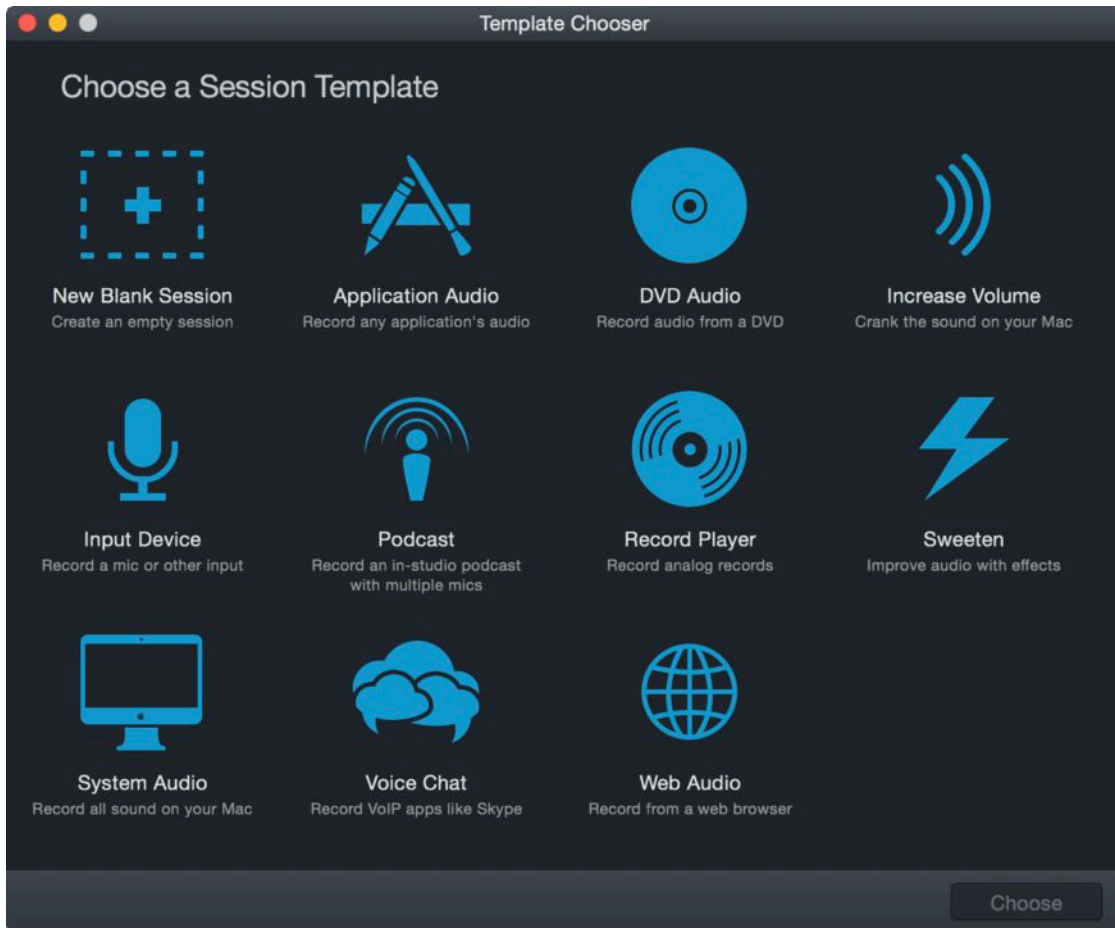 Template Chooser
Choose a Session Template
New Blank Session
Create an empty session
Application Audio
Record any application's audio
DVD Audio
Record audio from a DVD
Increase Volume
Crank the sound on your Mac
Input Device
Record a mic or other input
Podcast
Record an in-studio podcast
with multiple mics
Record Player
Record analog records
Sweeten
Improve audio with effects
System Audio
Record all sound on your Mac
Voice Chat
Record VoIP apps like Skype
Web Audio
Record from a web browser
Choose